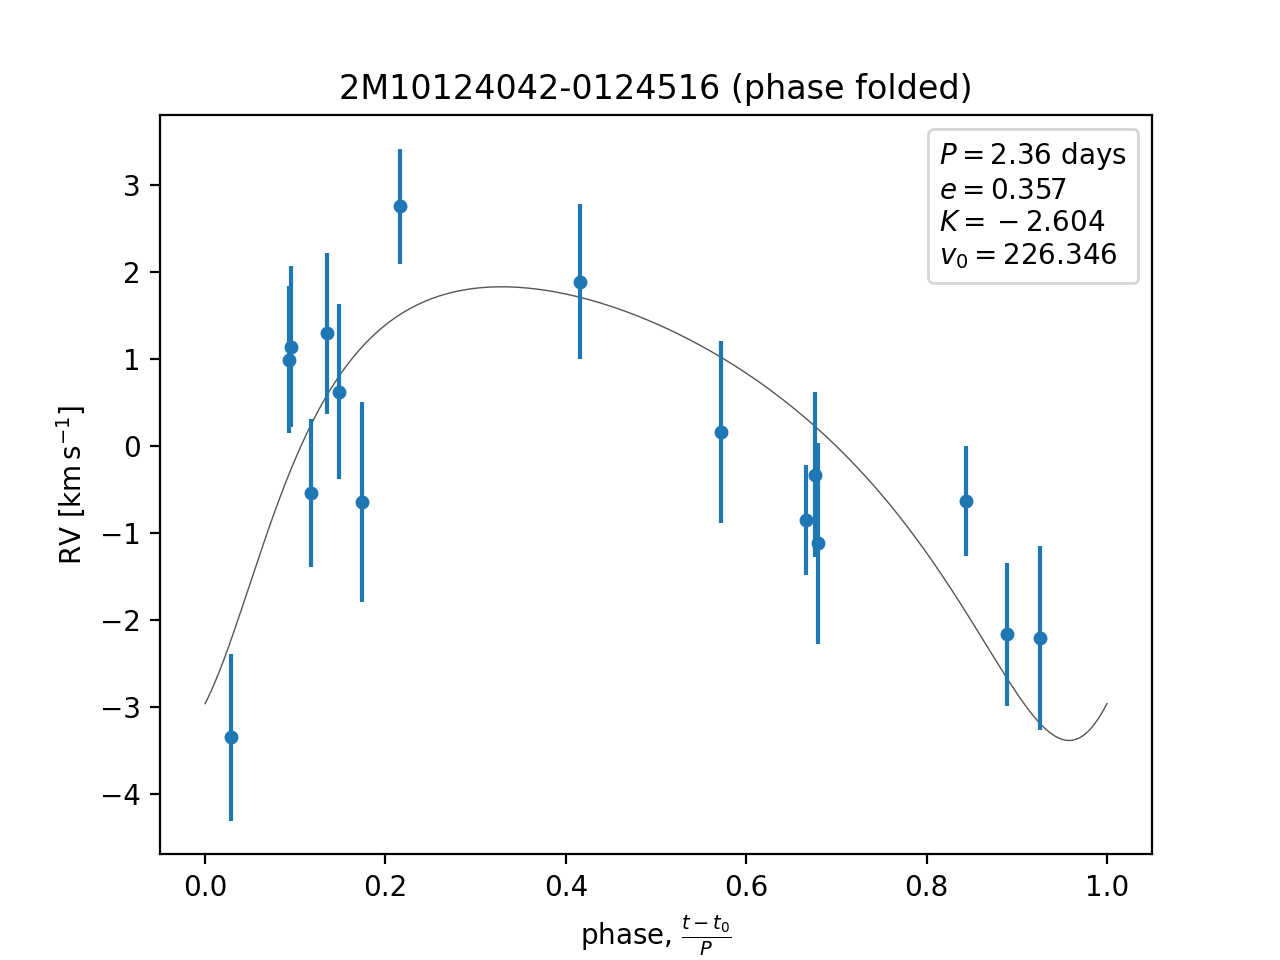 2M10124042-0124516 (phase folded)
P = 2.36 days
e = 0.357
K = −2.604
v₀ = 226.346
RV [km s⁻¹]
3
2
1
0
−1
−2
−3
−4
0.0 0.2 0.4 0.6 0.8 1.0
phase, (t − t₀)/P